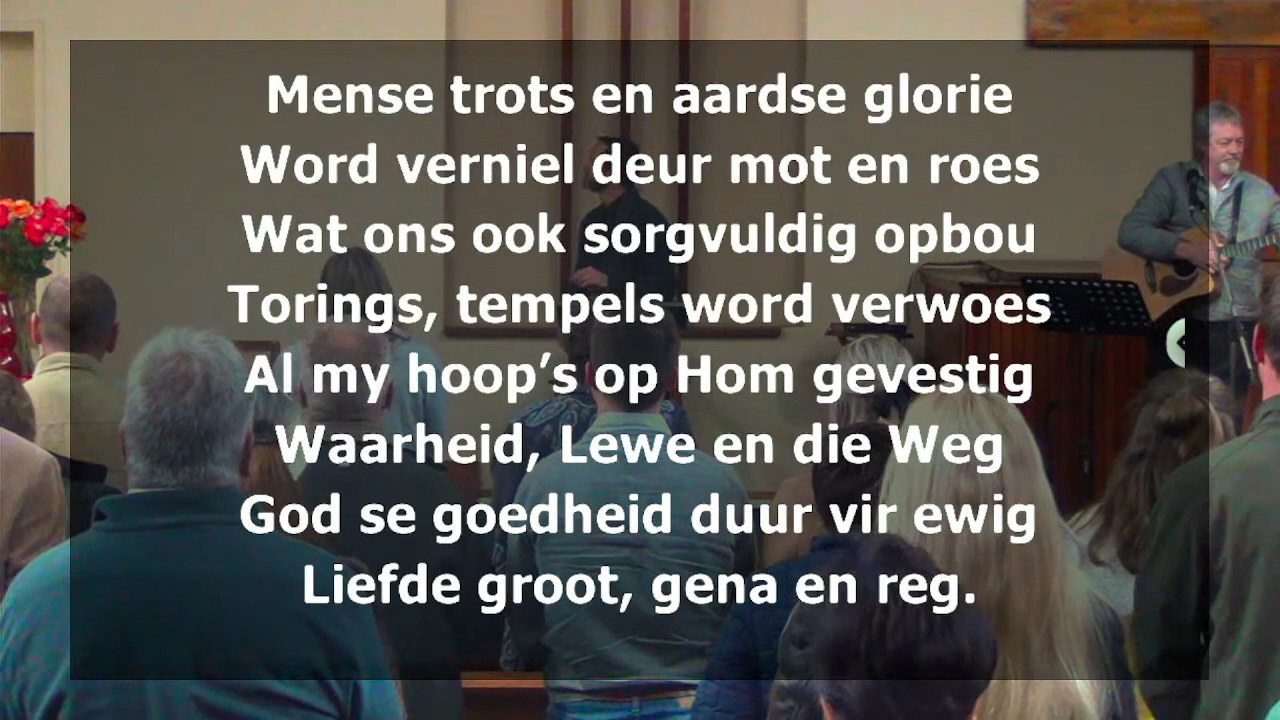 Mense trots en aardse glorie
Word verniel deur mot en roes
Wat ons ook sorgvuldig opbou
Torings, tempels word verwoes
Al my hoop’s op Hom gevestig
Waarheid, Lewe en die Weg
God se goedheid duur vir ewig
Liefde groot, gena en reg.